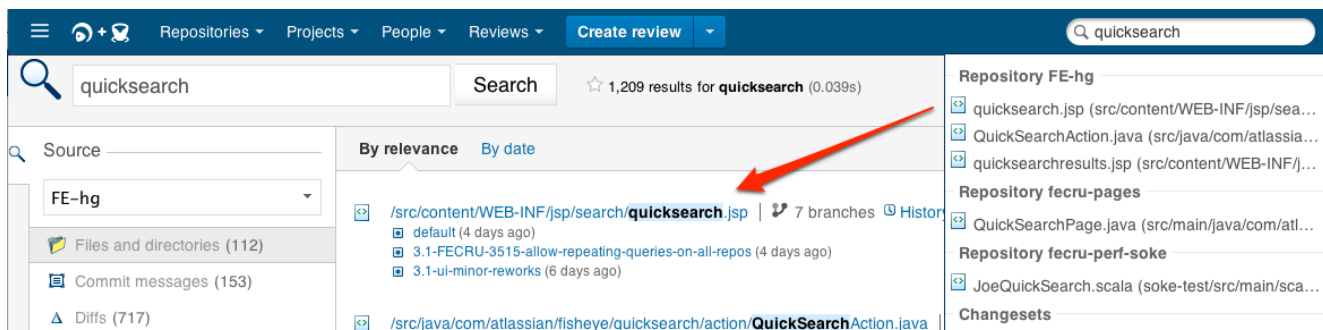 + Repositories Projects People Reviews Create review quicksearch
quicksearch Search 1,209 results for quicksearch (0.039s)
Source
FE-hg
Files and directories (112)
Commit messages (153)
Diffs (717)
By relevance By date
/src/content/WEB-INF/jsp/search/quicksearch.jsp | 7 branches History
default (4 days ago)
3.1-FECRU-3515-allow-repeating-queries-on-all-repos (4 days ago)
3.1-ui-minor-reworks (6 days ago)
/src/java/com/atlassian/fisheye/quicksearch/action/QuickSearchAction.java |
Repository FE-hg
quicksearch.jsp (src/content/WEB-INF/jsp/sea...
QuickSearchAction.java (src/java/com/atlassia...
quicksearchresults.jsp (src/content/WEB-INF/j...
Repository fecru-pages
QuickSearchPage.java (src/main/java/com/atl...
Repository fecru-perf-soke
JoeQuickSearch.scala (soke-test/src/main/sca...
Changesets